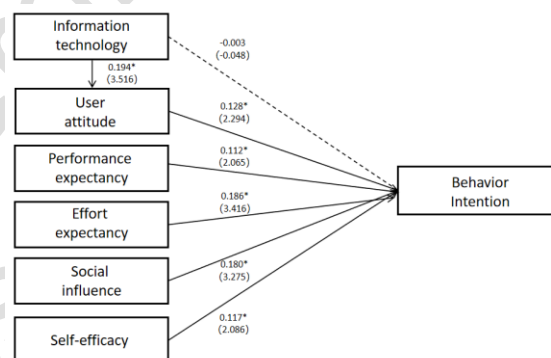 Information
technology
-0.003
(-0.048)
0.194*
(3.516)
User
attitude
0.128*
(2.294)
Performance
expectancy
0.112*
(2.065)
Behavior
Intention
Effort
expectancy
0.186*
(3.416)
Social
influence
0.180*
(3.275)
Self-efficacy
0.117*
(2.086)